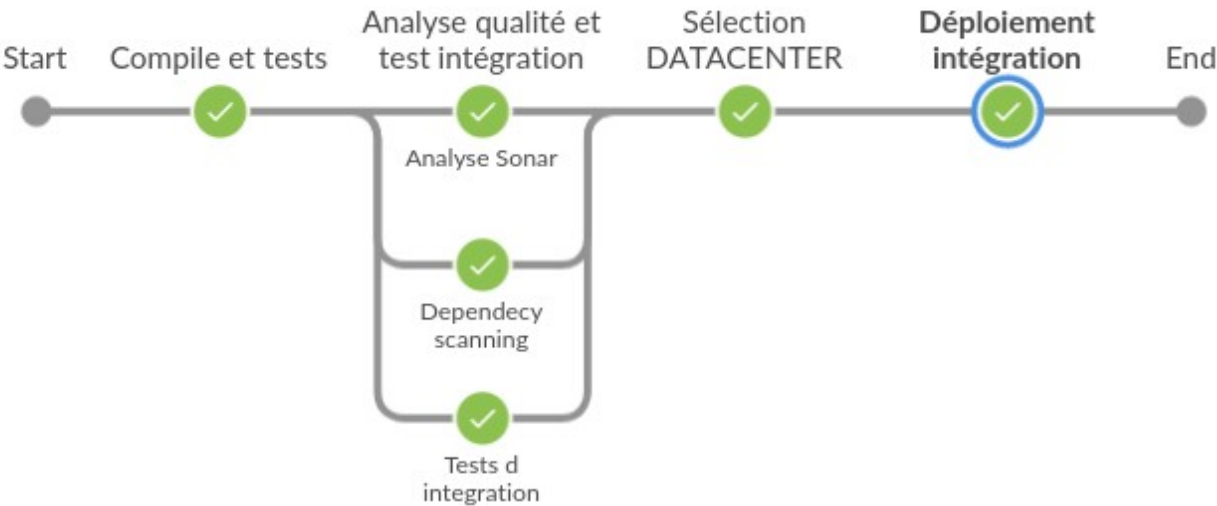 Start
Compile et tests
Analyse qualité et
test intégration
Sélection
DATACENTER
Déploiement
intégration
End
Analyse Sonar
Dependecy
scanning
Tests d
integration